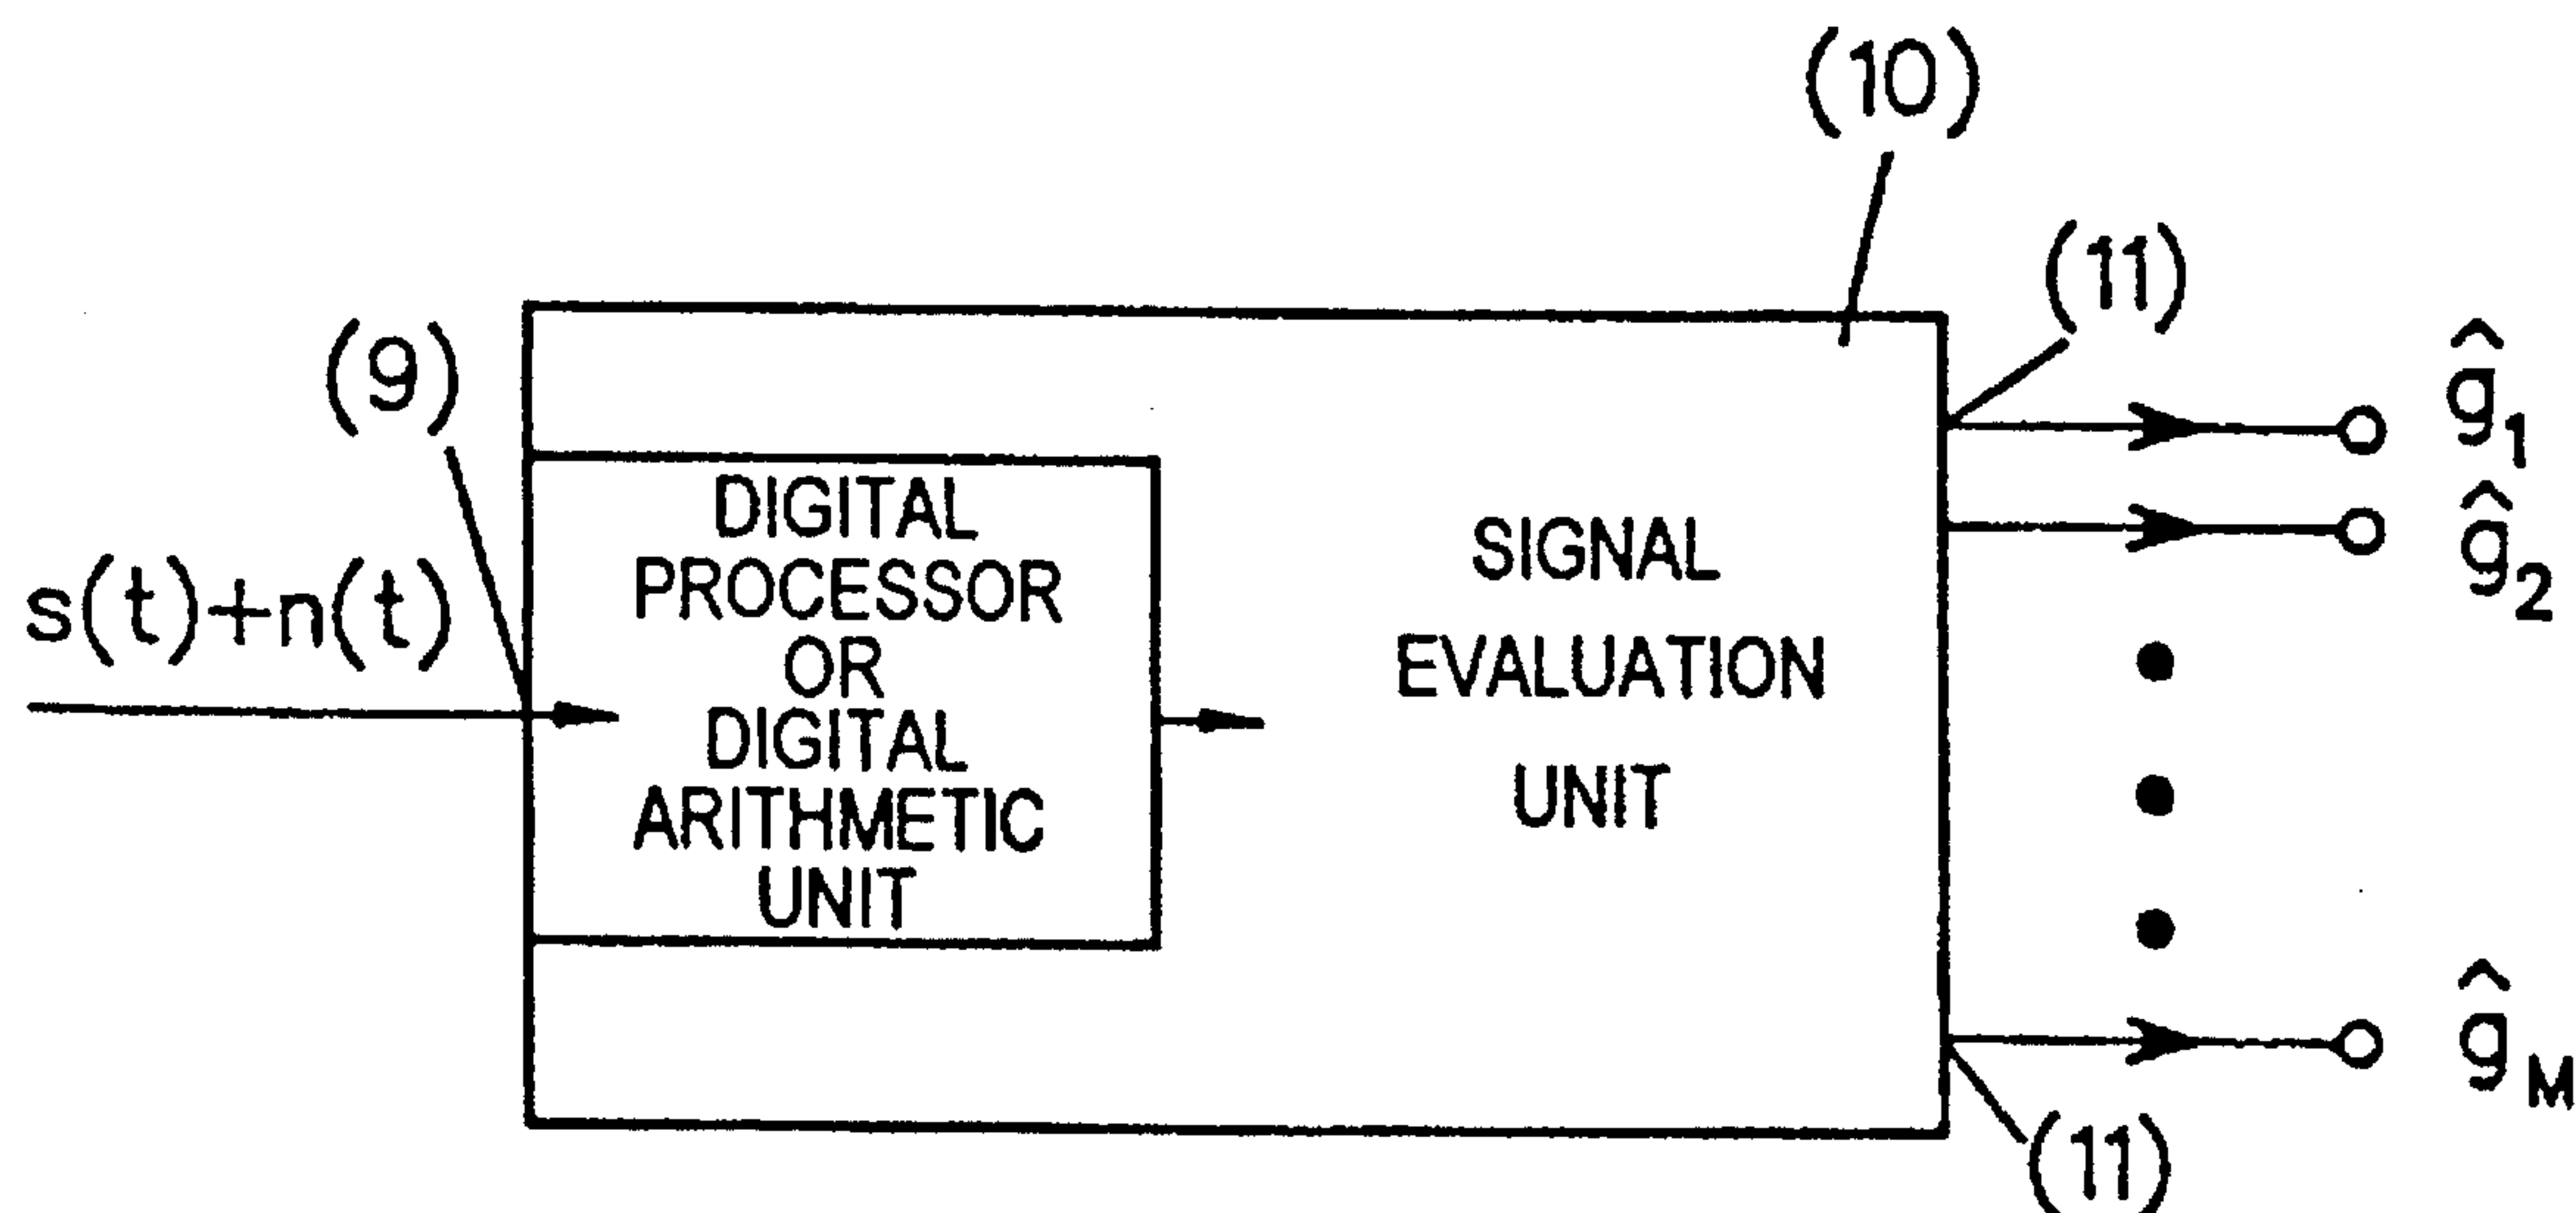 (10)
(11)
(9)
ĝ1
ĝ2
s(t)+n(t)
DIGITAL
PROCESSOR
OR
DIGITAL
ARITHMETIC
UNIT
SIGNAL
EVALUATION
UNIT
ĝM
(11)